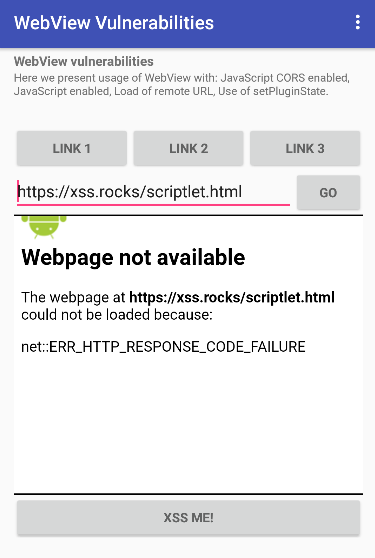 WebView Vulnerabilities
WebView vulnerabilities
Here we present usage of WebView with: JavaScript CORS enabled,
JavaScript enabled, Load of remote URL, Use of setPluginState.
LINK 1 LINK 2 LINK 3
https://xss.rocks/scriptlet.html GO
Webpage not available
The webpage at https://xss.rocks/scriptlet.html
could not be loaded because:
net::ERR_HTTP_RESPONSE_CODE_FAILURE
XSS ME!